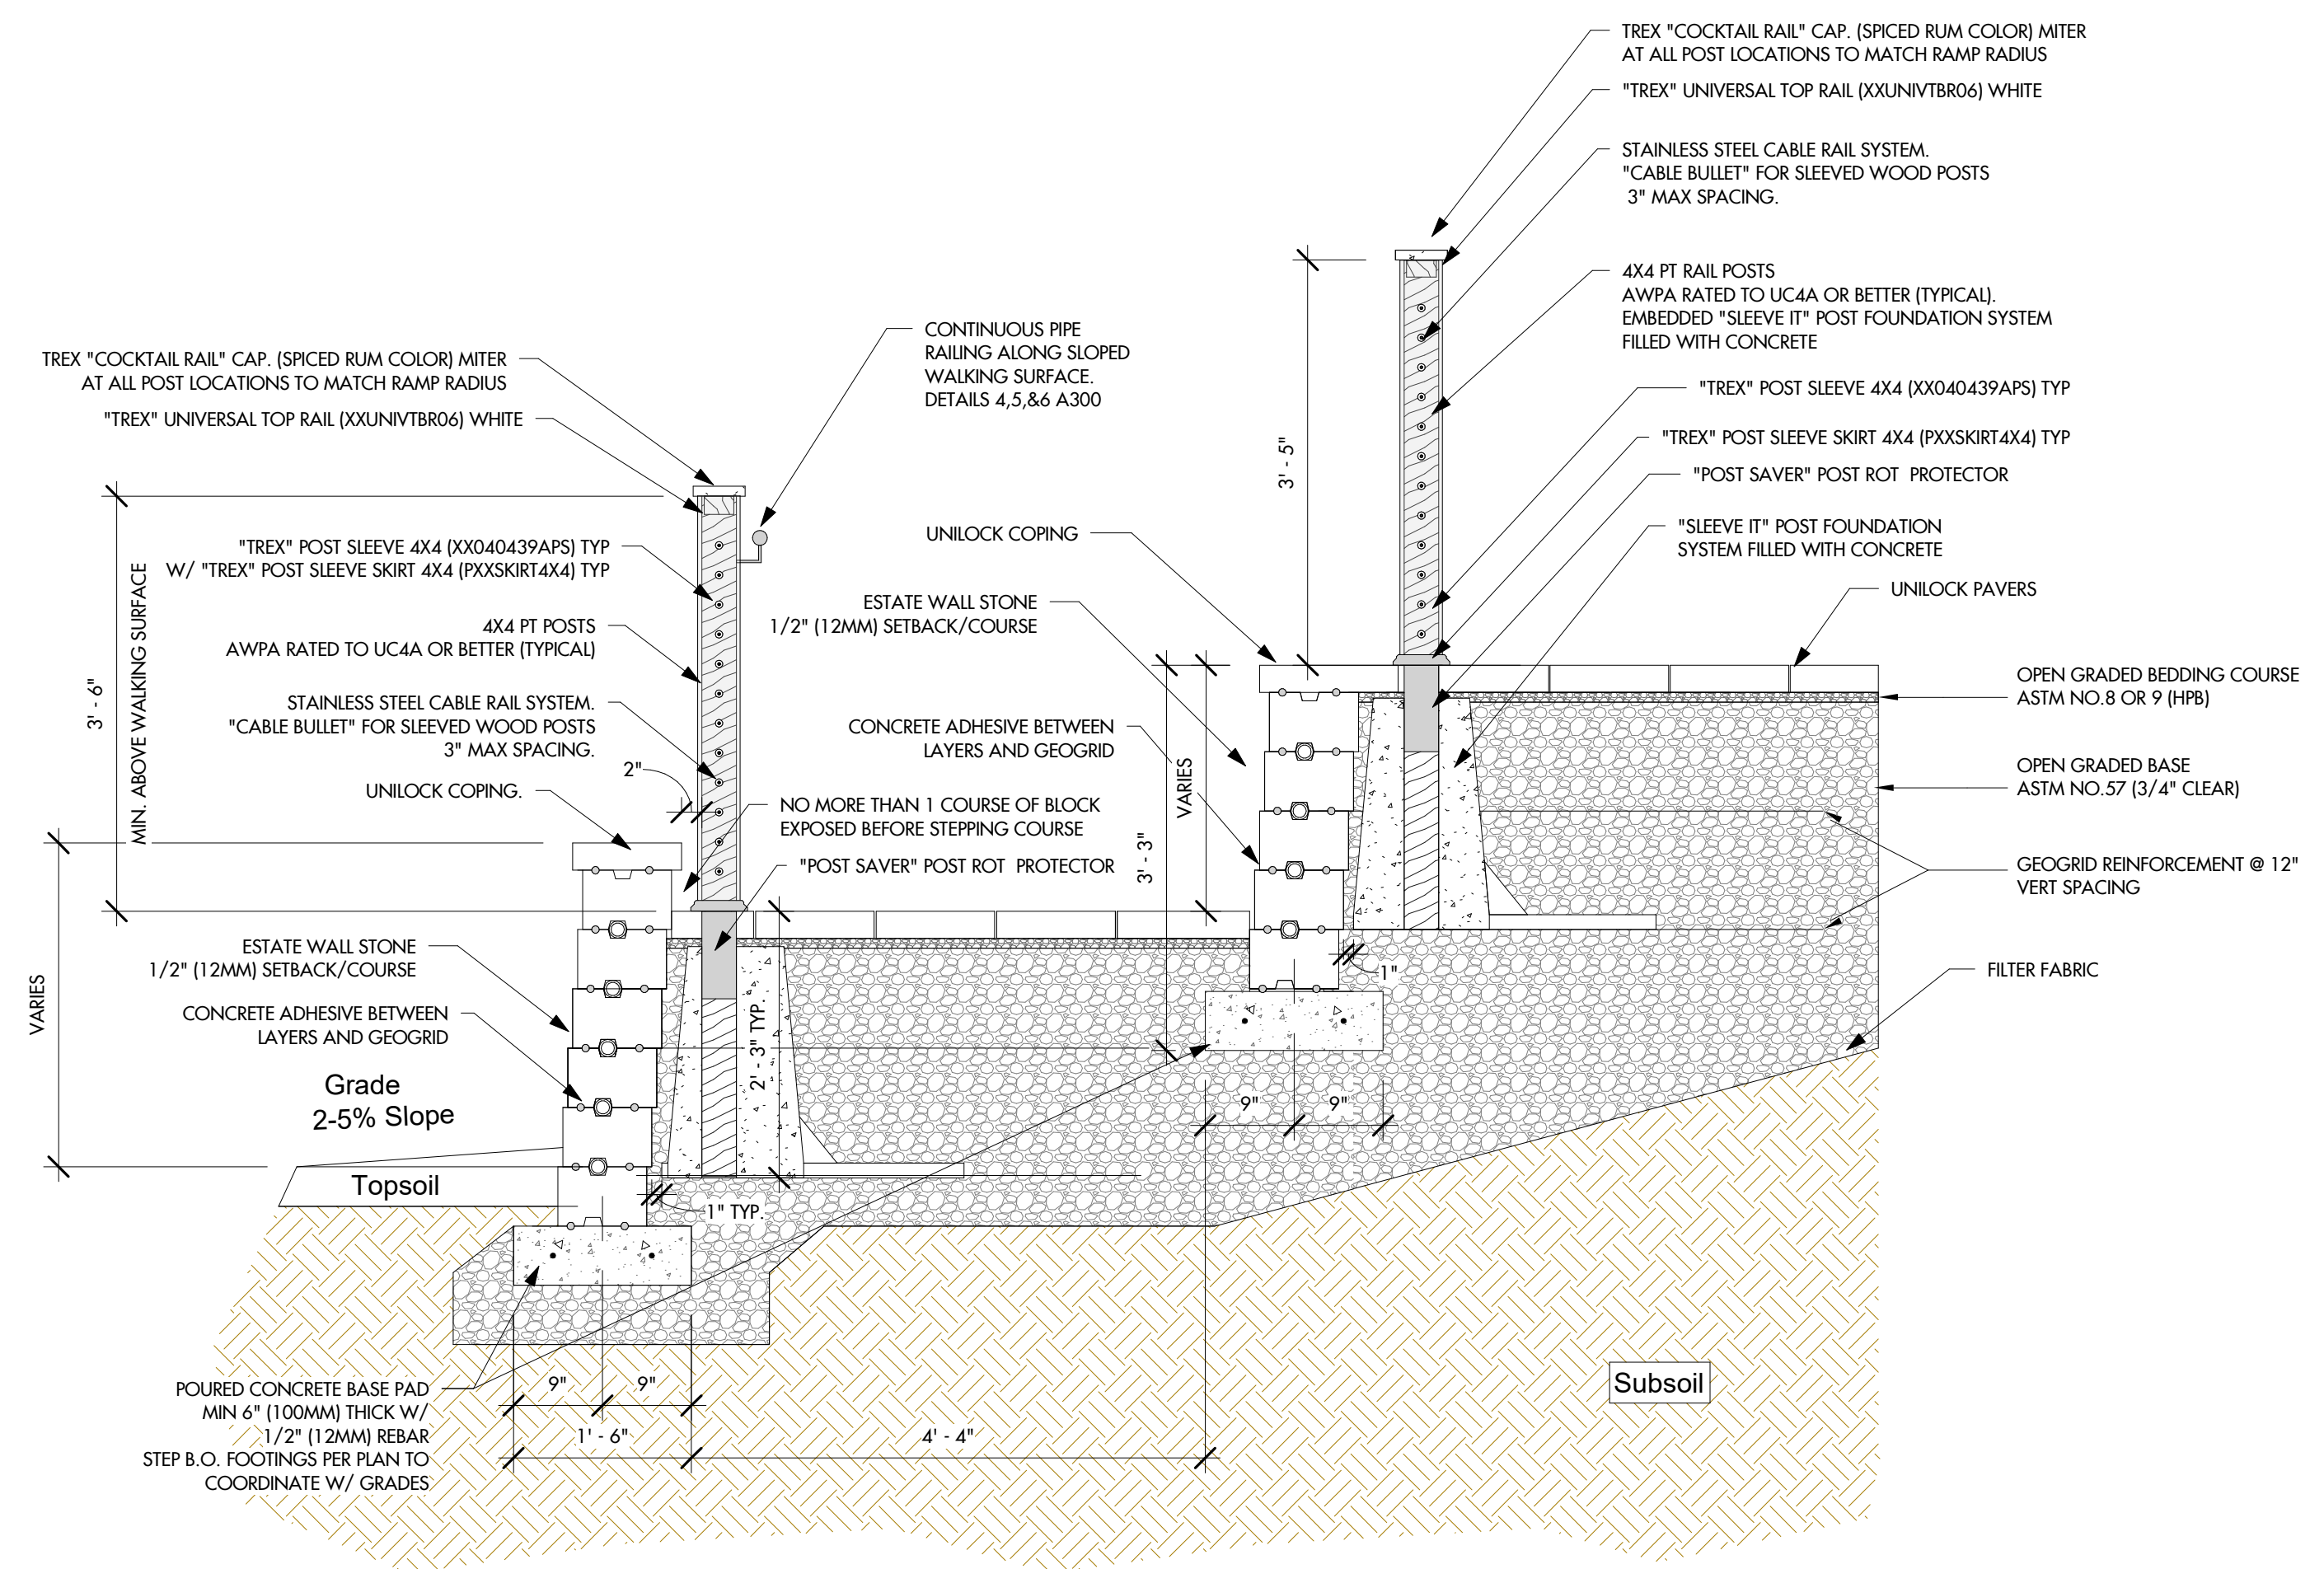 TREX "COCKTAIL RAIL" CAP. (SPICED RUM COLOR) MITER
AT ALL POST LOCATIONS TO MATCH RAMP RADIUS
"TREX" UNIVERSAL TOP RAIL (XXUNIVTBR06) WHITE
STAINLESS STEEL CABLE RAIL SYSTEM.
"CABLE BULLET" FOR SLEEVED WOOD POSTS
3" MAX SPACING.
4X4 PT RAIL POSTS
AWPA RATED TO UC4A OR BETTER (TYPICAL).
EMBEDDED "SLEEVE IT" POST FOUNDATION SYSTEM
FILLED WITH CONCRETE
"TREX" POST SLEEVE 4X4 (XX040439APS) TYP
"TREX" POST SLEEVE SKIRT 4X4 (PXXSKIRT4X4) TYP
"POST SAVER" POST ROT  PROTECTOR
"SLEEVE IT" POST FOUNDATION
SYSTEM FILLED WITH CONCRETE
UNILOCK PAVERS
OPEN GRADED BEDDING COURSE
ASTM NO.8 OR 9 (HPB)
OPEN GRADED BASE
ASTM NO.57 (3/4" CLEAR)
GEOGRID REINFORCEMENT @ 12"
VERT SPACING
FILTER FABRIC
3' - 5"
CONTINUOUS PIPE
RAILING ALONG SLOPED
WALKING SURFACE.
DETAILS 4,5,&6 A300
UNILOCK COPING
ESTATE WALL STONE
1/2" (12MM) SETBACK/COURSE
CONCRETE ADHESIVE BETWEEN
LAYERS AND GEOGRID
VARIES
3' - 3"
NO MORE THAN 1 COURSE OF BLOCK
EXPOSED BEFORE STEPPING COURSE
"POST SAVER" POST ROT  PROTECTOR
TREX "COCKTAIL RAIL" CAP. (SPICED RUM COLOR) MITER
AT ALL POST LOCATIONS TO MATCH RAMP RADIUS
"TREX" UNIVERSAL TOP RAIL (XXUNIVTBR06) WHITE
"TREX" POST SLEEVE 4X4 (XX040439APS) TYP
W/ "TREX" POST SLEEVE SKIRT 4X4 (PXXSKIRT4X4) TYP
4X4 PT POSTS
AWPA RATED TO UC4A OR BETTER (TYPICAL)
STAINLESS STEEL CABLE RAIL SYSTEM.
"CABLE BULLET" FOR SLEEVED WOOD POSTS
3" MAX SPACING.
2"
UNILOCK COPING.
3' - 6"
MIN. ABOVE WALKING SURFACE
ESTATE WALL STONE
1/2" (12MM) SETBACK/COURSE
CONCRETE ADHESIVE BETWEEN
LAYERS AND GEOGRID
VARIES
Grade
2-5% Slope
Topsoil
2' - 3" TYP.
1" TYP.
1"
9"
9"
9"
9"
1' - 6"
4' - 4"
Subsoil
POURED CONCRETE BASE PAD
MIN 6" (100MM) THICK W/
1/2" (12MM) REBAR
STEP B.O. FOOTINGS PER PLAN TO
COORDINATE W/ GRADES